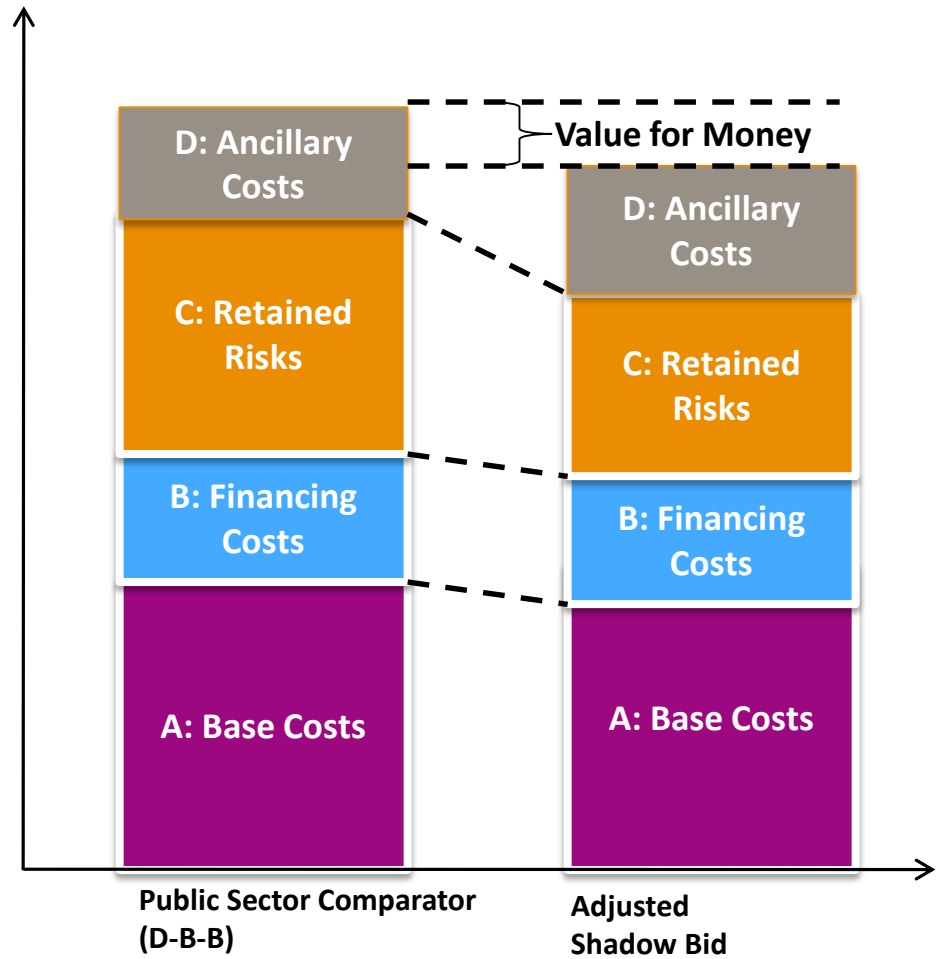 D: Ancillary
Costs
C: Retained
Risks
B: Financing
Costs
A: Base Costs
Value for Money
D: Ancillary
Costs
C: Retained
Risks
B: Financing
Costs
A: Base Costs
Public Sector Comparator
(D-B-B)
Adjusted
Shadow Bid